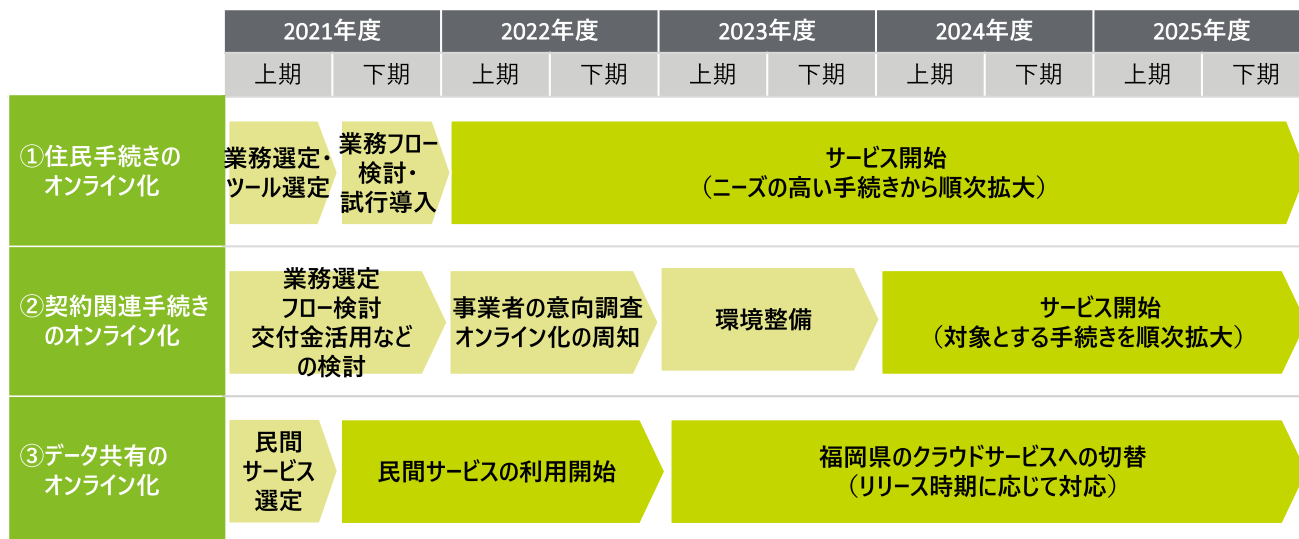 2021年度
2022年度
2023年度
2024年度
2025年度
上期
下期
上期
下期
上期
下期
上期
下期
上期
下期
①住民手続きの
オンライン化
業務選定・
ツール選定
業務フロー
検討・
試行導入
サービス開始
（ニーズの高い手続きから順次拡大）
②契約関連手続き
のオンライン化
業務選定
フロー検討
交付金活用など
の検討
事業者の意向調査
オンライン化の周知
環境整備
サービス開始
（対象とする手続きを順次拡大）
③データ共有の
オンライン化
民間
サービス
選定
民間サービスの利用開始
福岡県のクラウドサービスへの切替
（リリース時期に応じて対応）